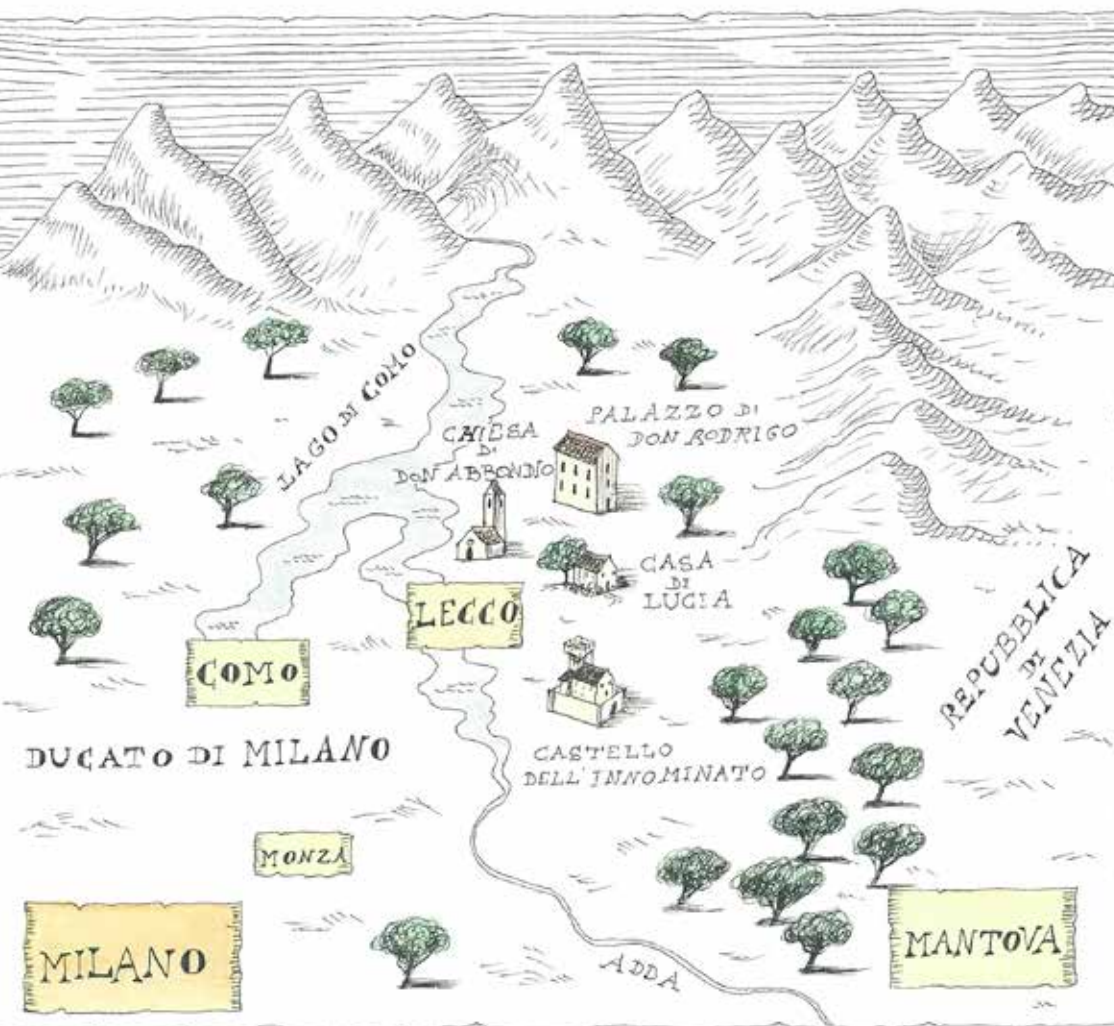 LAGO DI COMO
CHIESA
DI
DON ABBONDIO
PALAZZO DI
DON RODRIGO
CASA
DI
LUCIA
LECCO
COMO
REPUBBLICA
DI
VENEZIA
DUCATO DI MILANO
CASTELLO
DELL'INNOMINATO
MONZA
MILANO
MANTOVA
ADDA